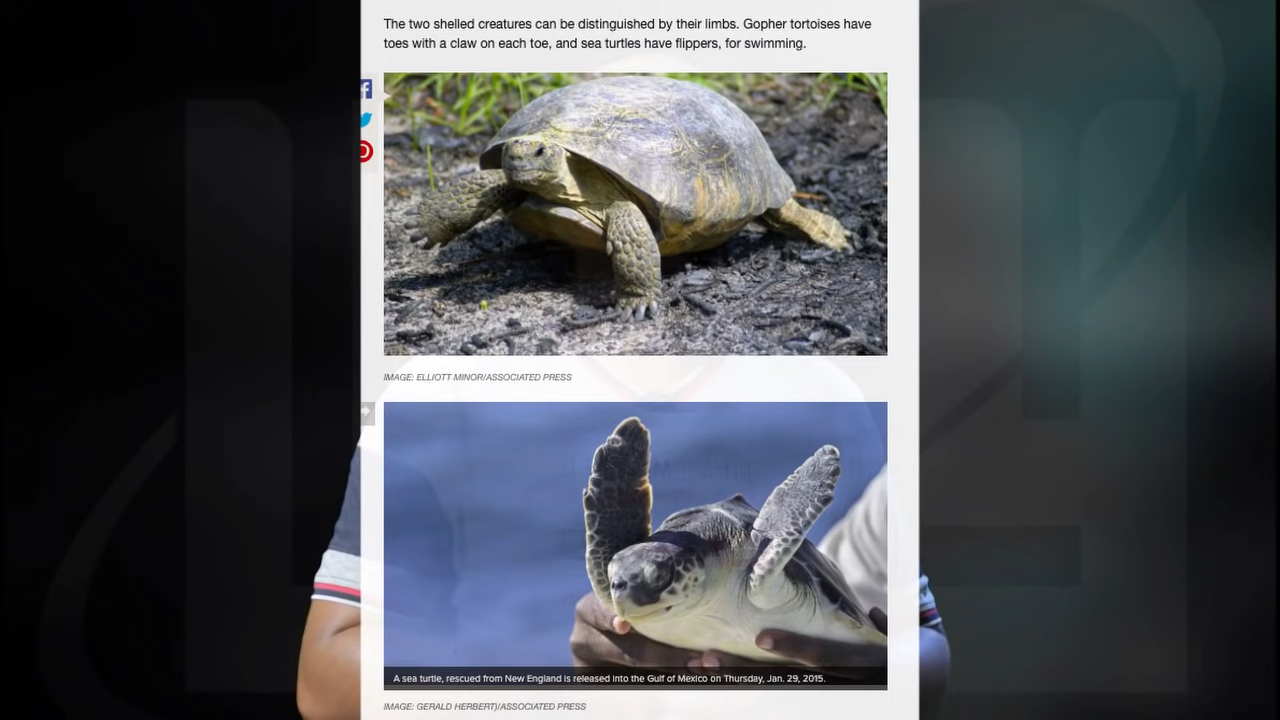 The two shelled creatures can be distinguished by their limbs. Gopher tortoises have
toes with a claw on each toe, and sea turtles have flippers, for swimming.
IMAGE: ELLIOTT MINOR/ASSOCIATED PRESS
A sea turtle, rescued from New England is released into the Gulf of Mexico on Thursday, Jan. 29, 2015.
IMAGE: GERALD HERBERT)/ASSOCIATED PRESS